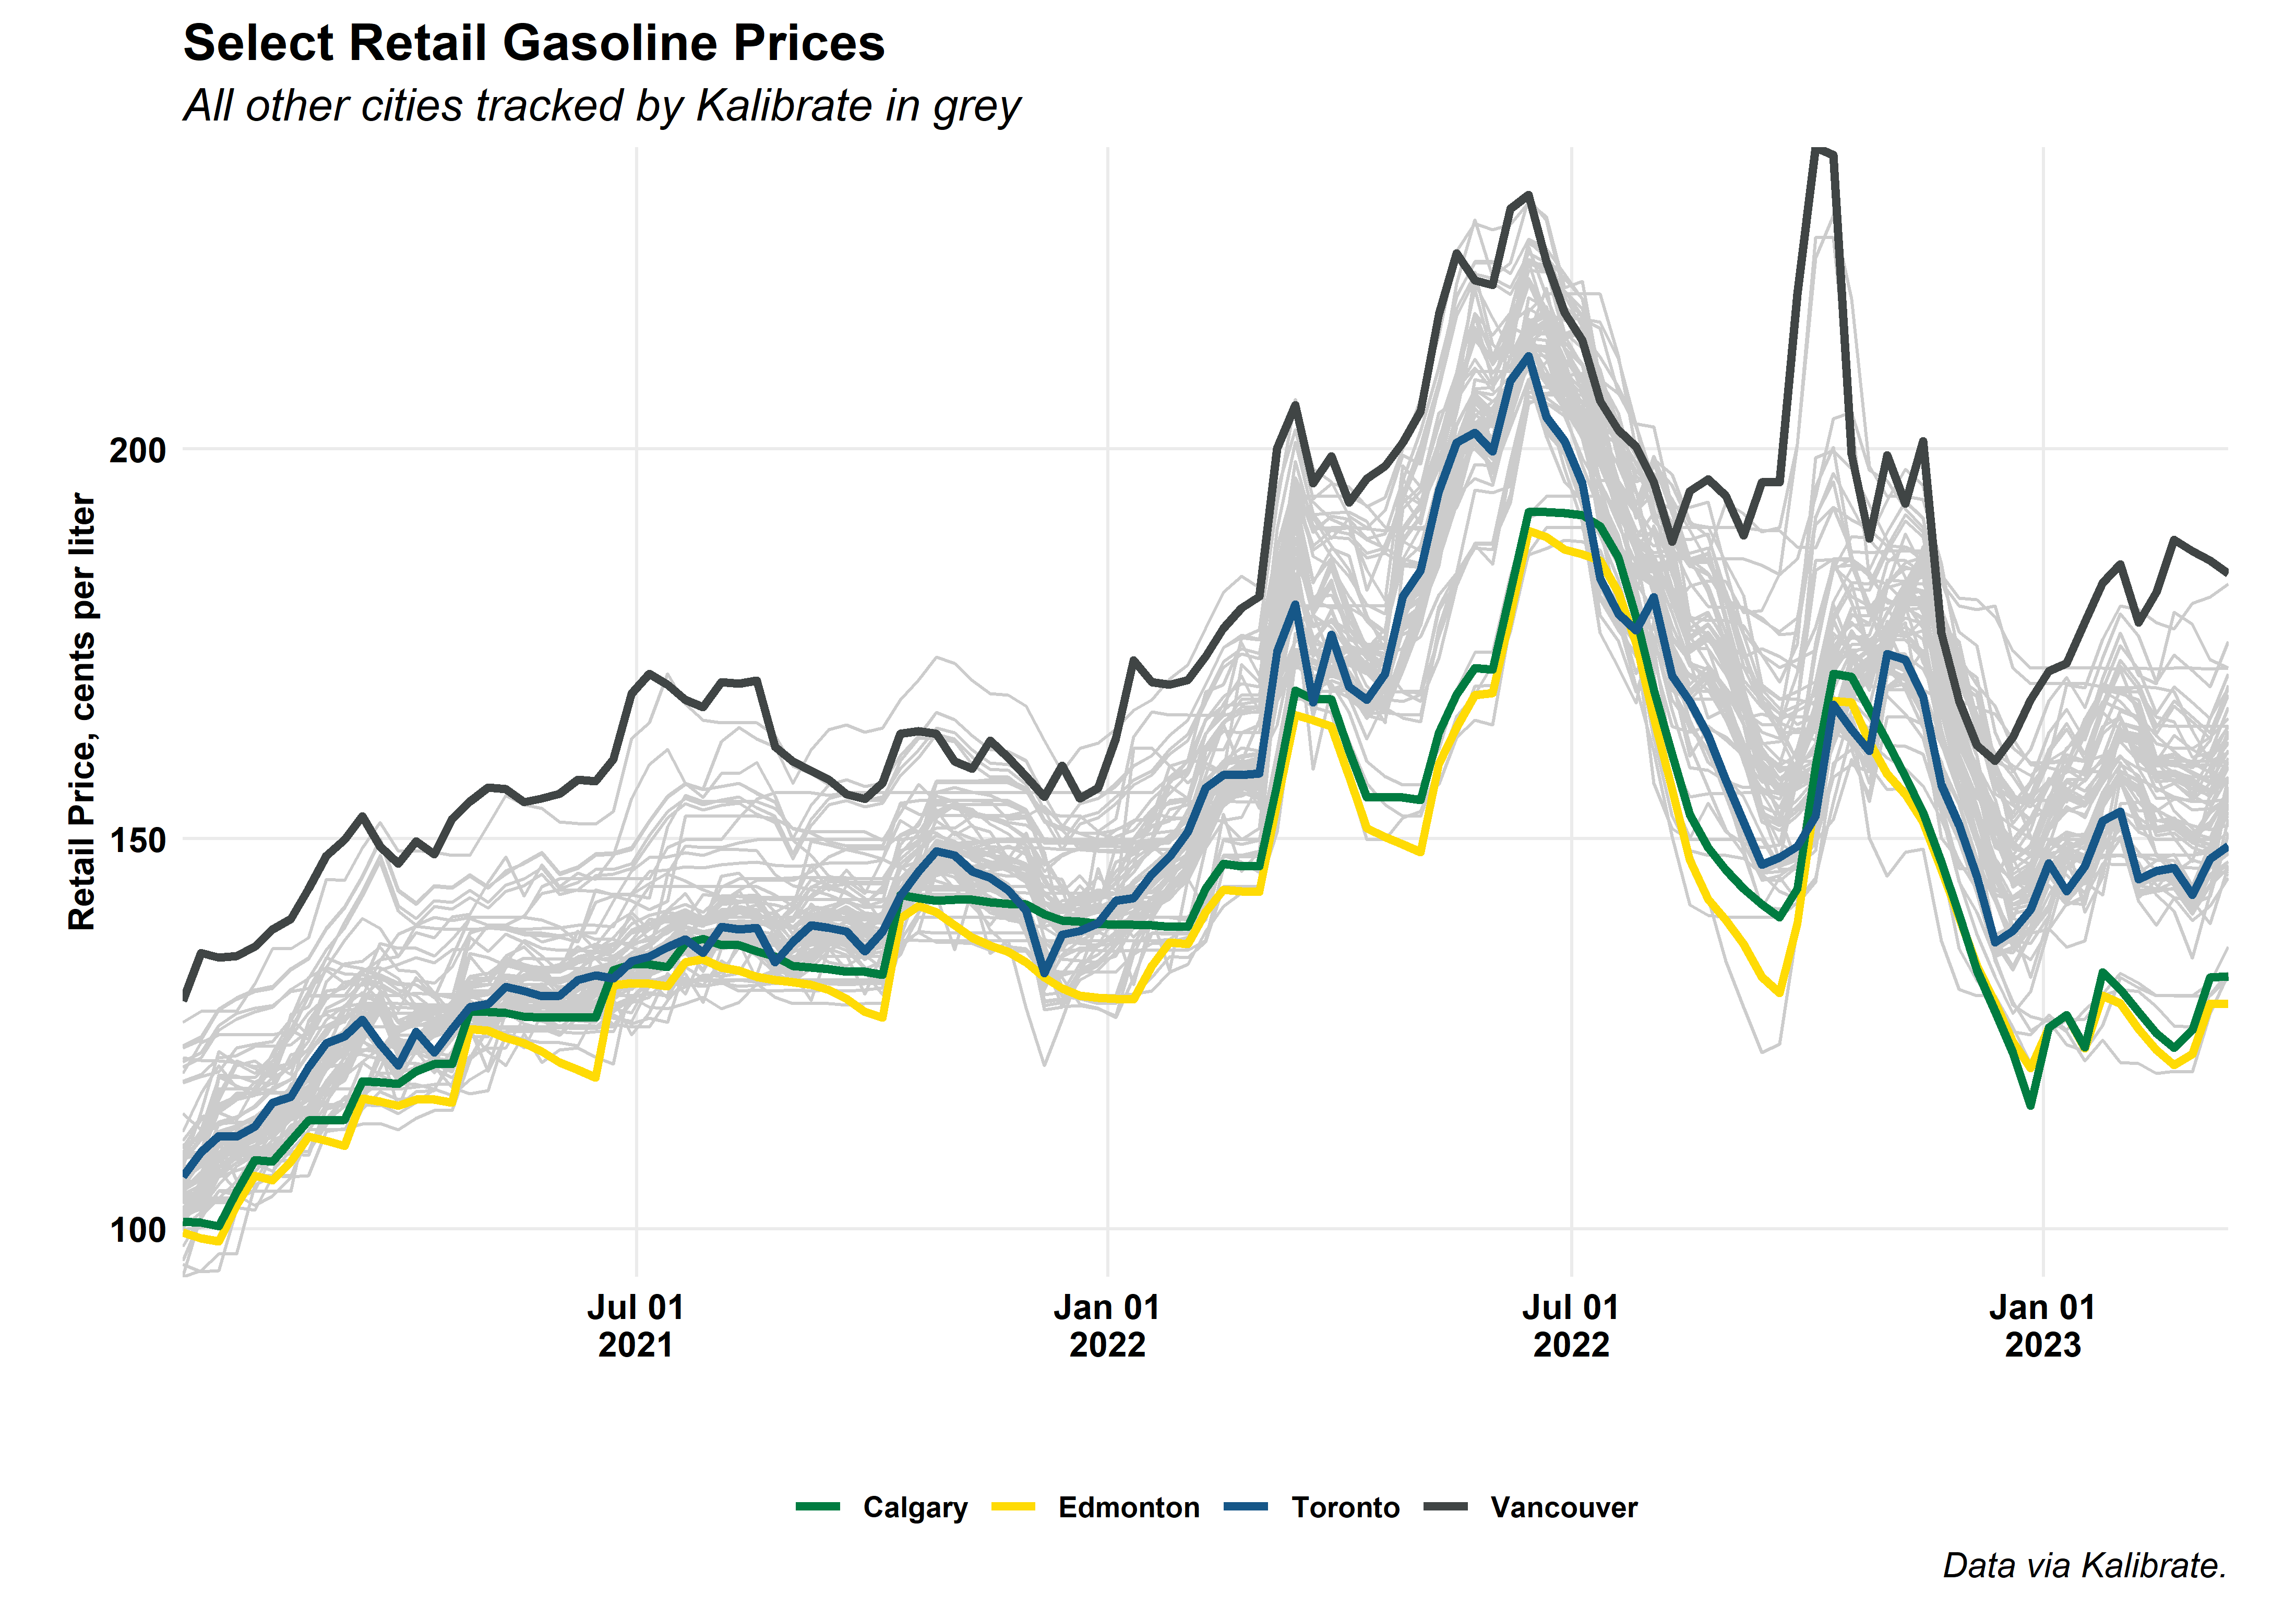 Select Retail Gasoline Prices
All other cities tracked by Kalibrate in grey
Retail Price, cents per liter
200
150
100
Jul 01
2021
Jan 01
2022
Jul 01
2022
Jan 01
2023
Calgary
Edmonton
Toronto
Vancouver
Data via Kalibrate.